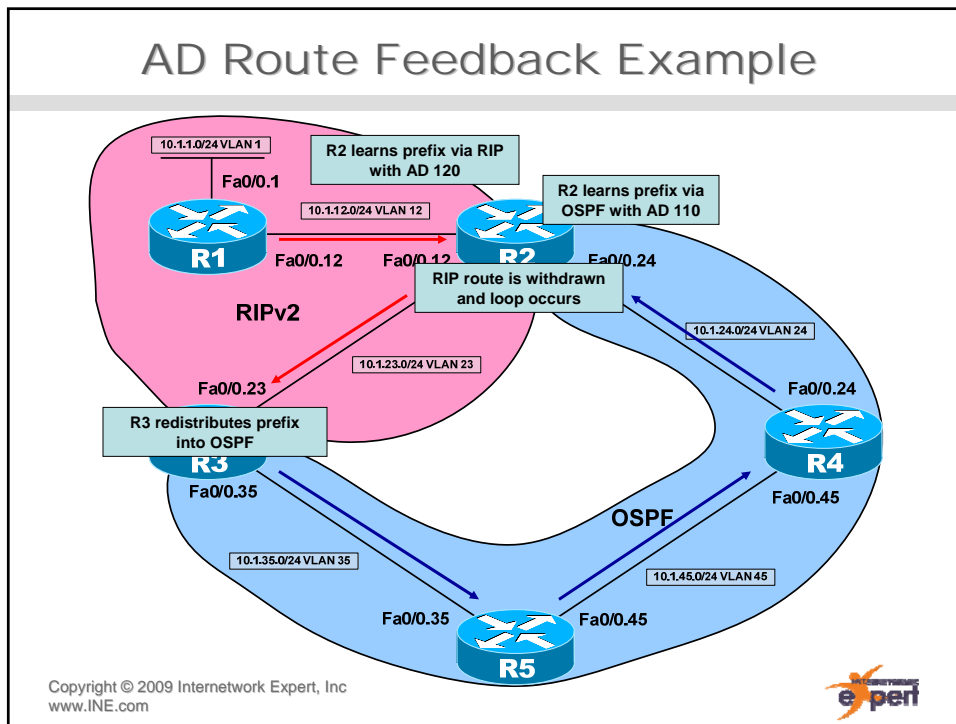 AD Route Feedback Example
10.1.1.0/24 VLAN 1
R2 learns prefix via RIP
with AD 120
Fa0/0.1
R2 learns prefix via
OSPF with AD 110
10.1.12.0/24 VLAN 12
R1
R2
Fa0/0.12
Fa0/0.12
Fa0/0.24
RIP route is withdrawn
and loop occurs
RIPv2
10.1.24.0/24 VLAN 24
10.1.23.0/24 VLAN 23
Fa0/0.23
Fa0/0.24
R3 redistributes prefix
into OSPF
R3
R4
Fa0/0.35
Fa0/0.45
OSPF
10.1.35.0/24 VLAN 35
10.1.45.0/24 VLAN 45
Fa0/0.35
Fa0/0.45
R5
Copyright © 2009 Internetwork Expert, Inc
www.INE.com
INTERNETWORK
expert